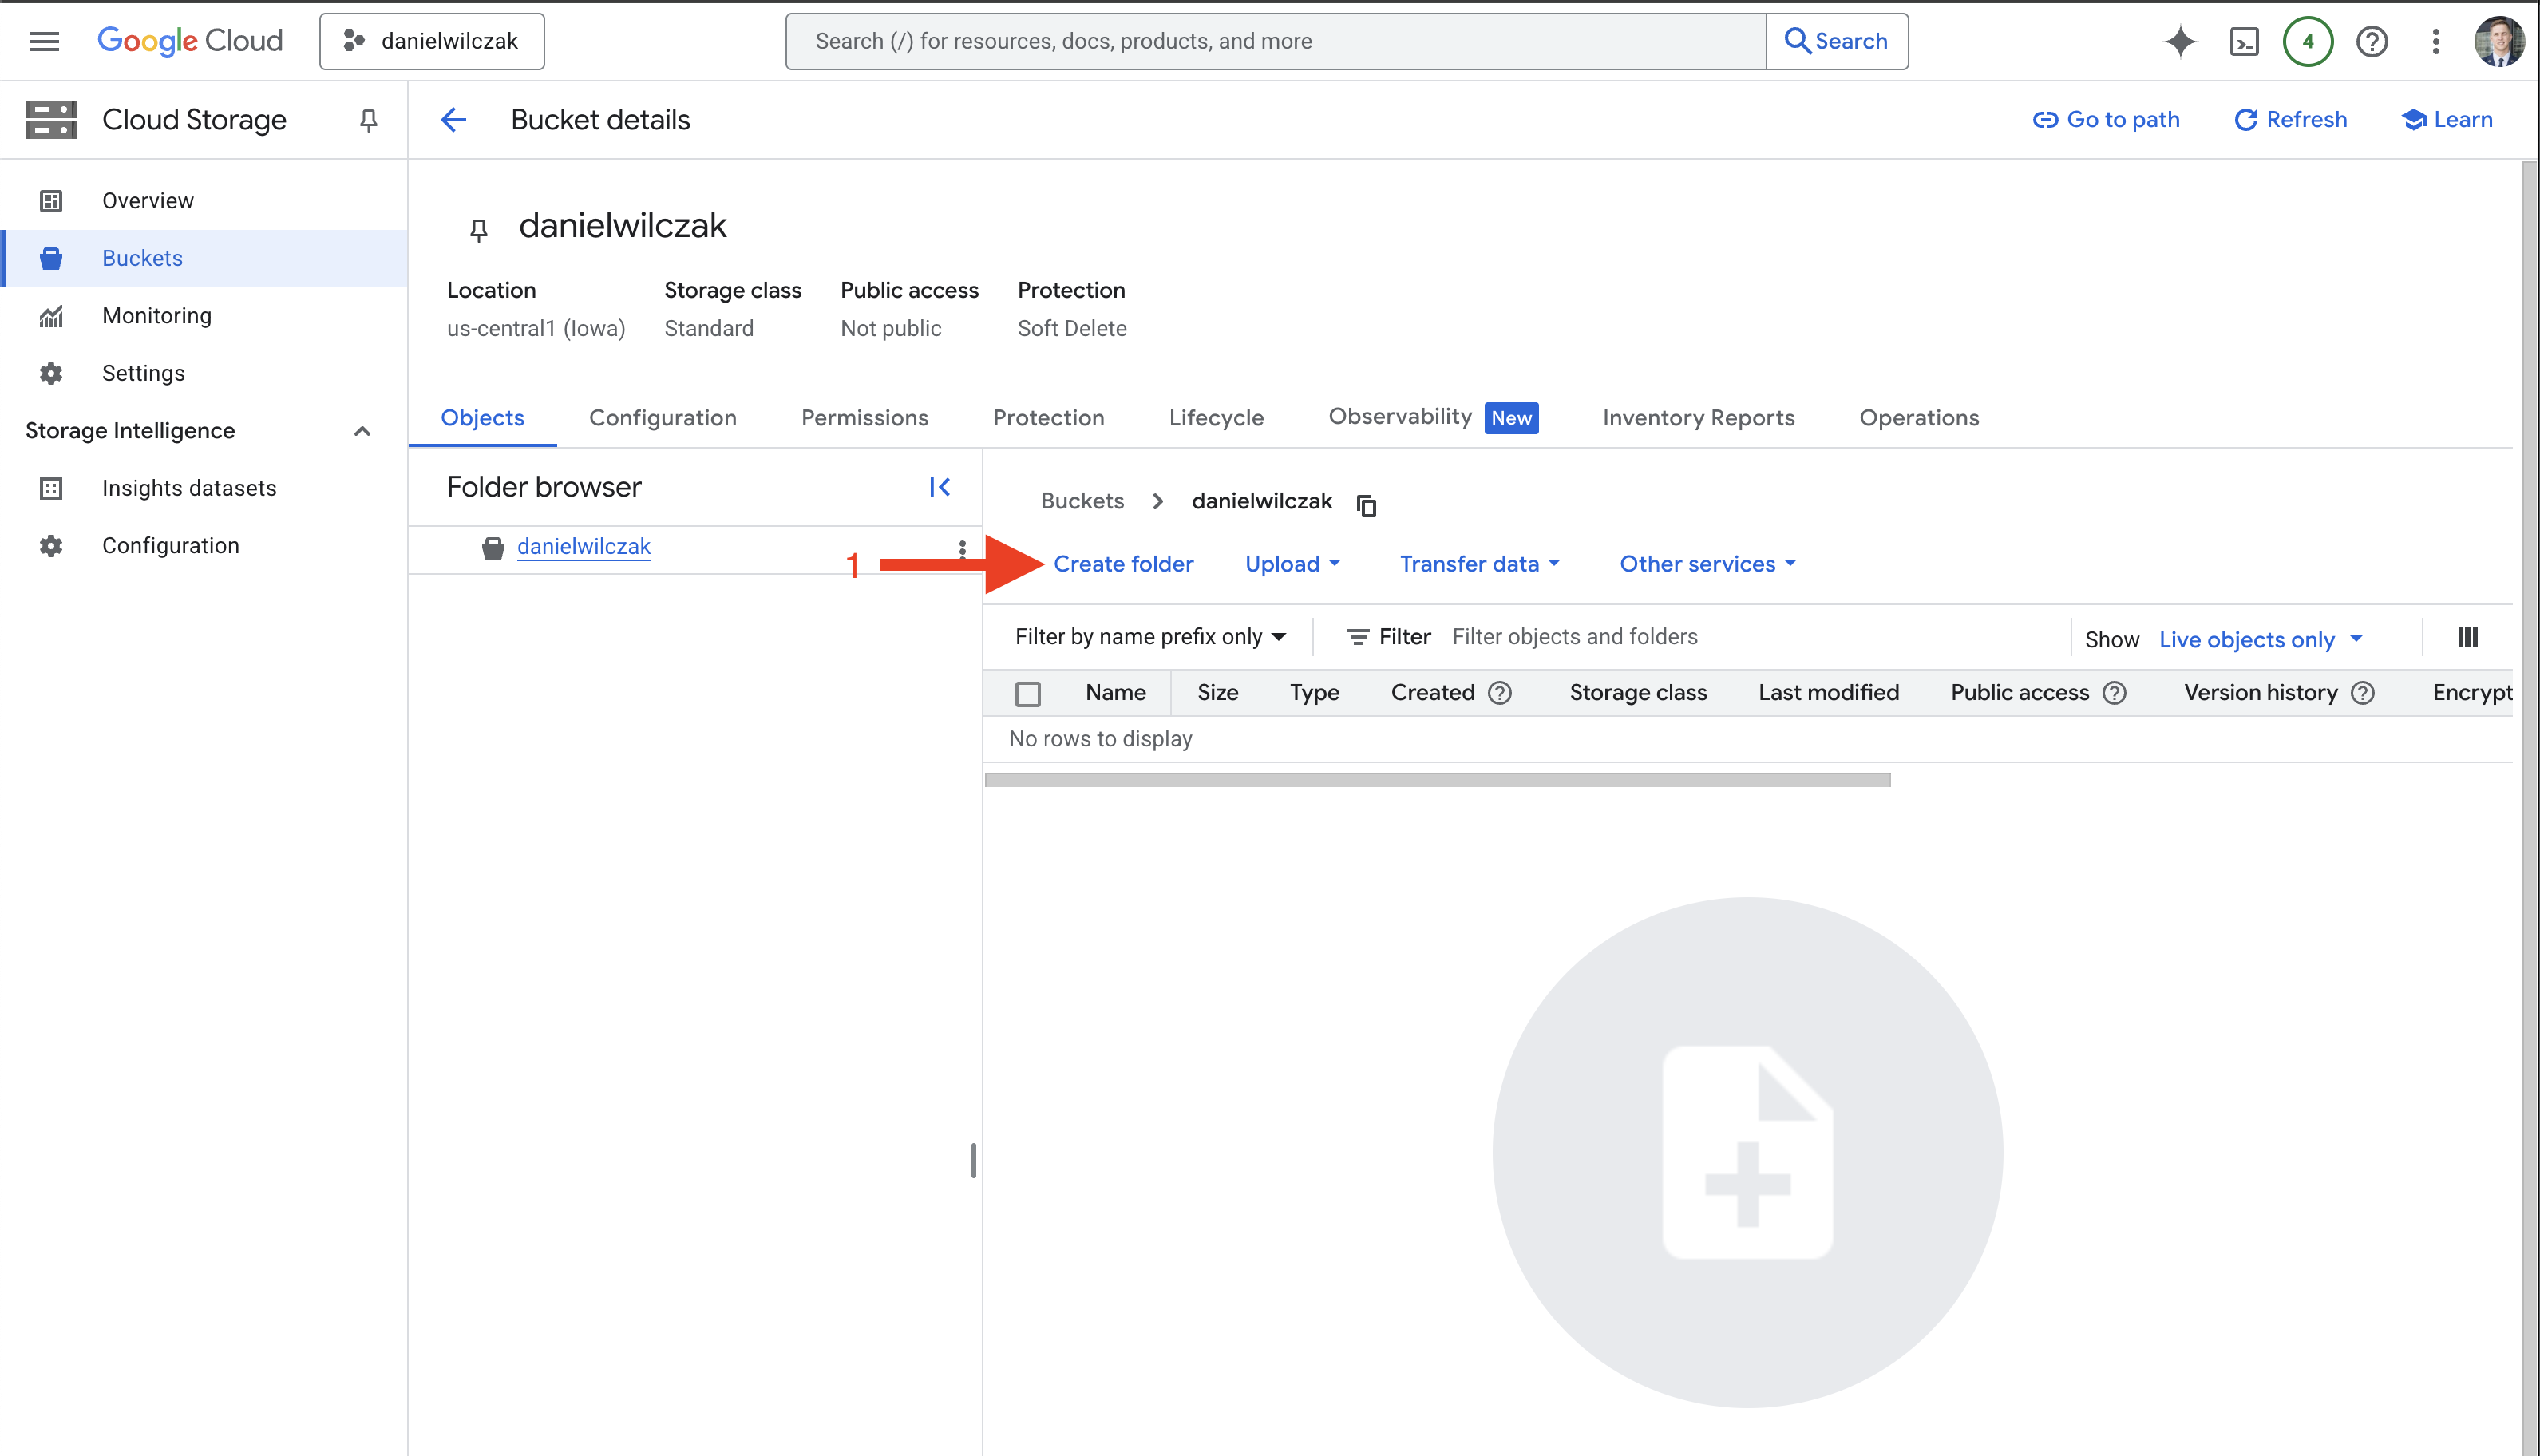 Google Cloud danielwilczak Search (/) for resources, docs, products, and more Search 4
Cloud Storage Bucket details Go to path Refresh Learn
Overview
Buckets
Monitoring
Settings
Storage Intelligence
Insights datasets
Configuration
danielwilczak
Location Storage class Public access Protection
us-central1 (Iowa) Standard Not public Soft Delete
Objects Configuration Permissions Protection Lifecycle Observability New Inventory Reports Operations
Folder browser
danielwilczak
Buckets danielwilczak
1 Create folder Upload Transfer data Other services
Filter by name prefix only Filter Filter objects and folders Show Live objects only
Name Size Type Created Storage class Last modified Public access Version history Encrypt
No rows to display